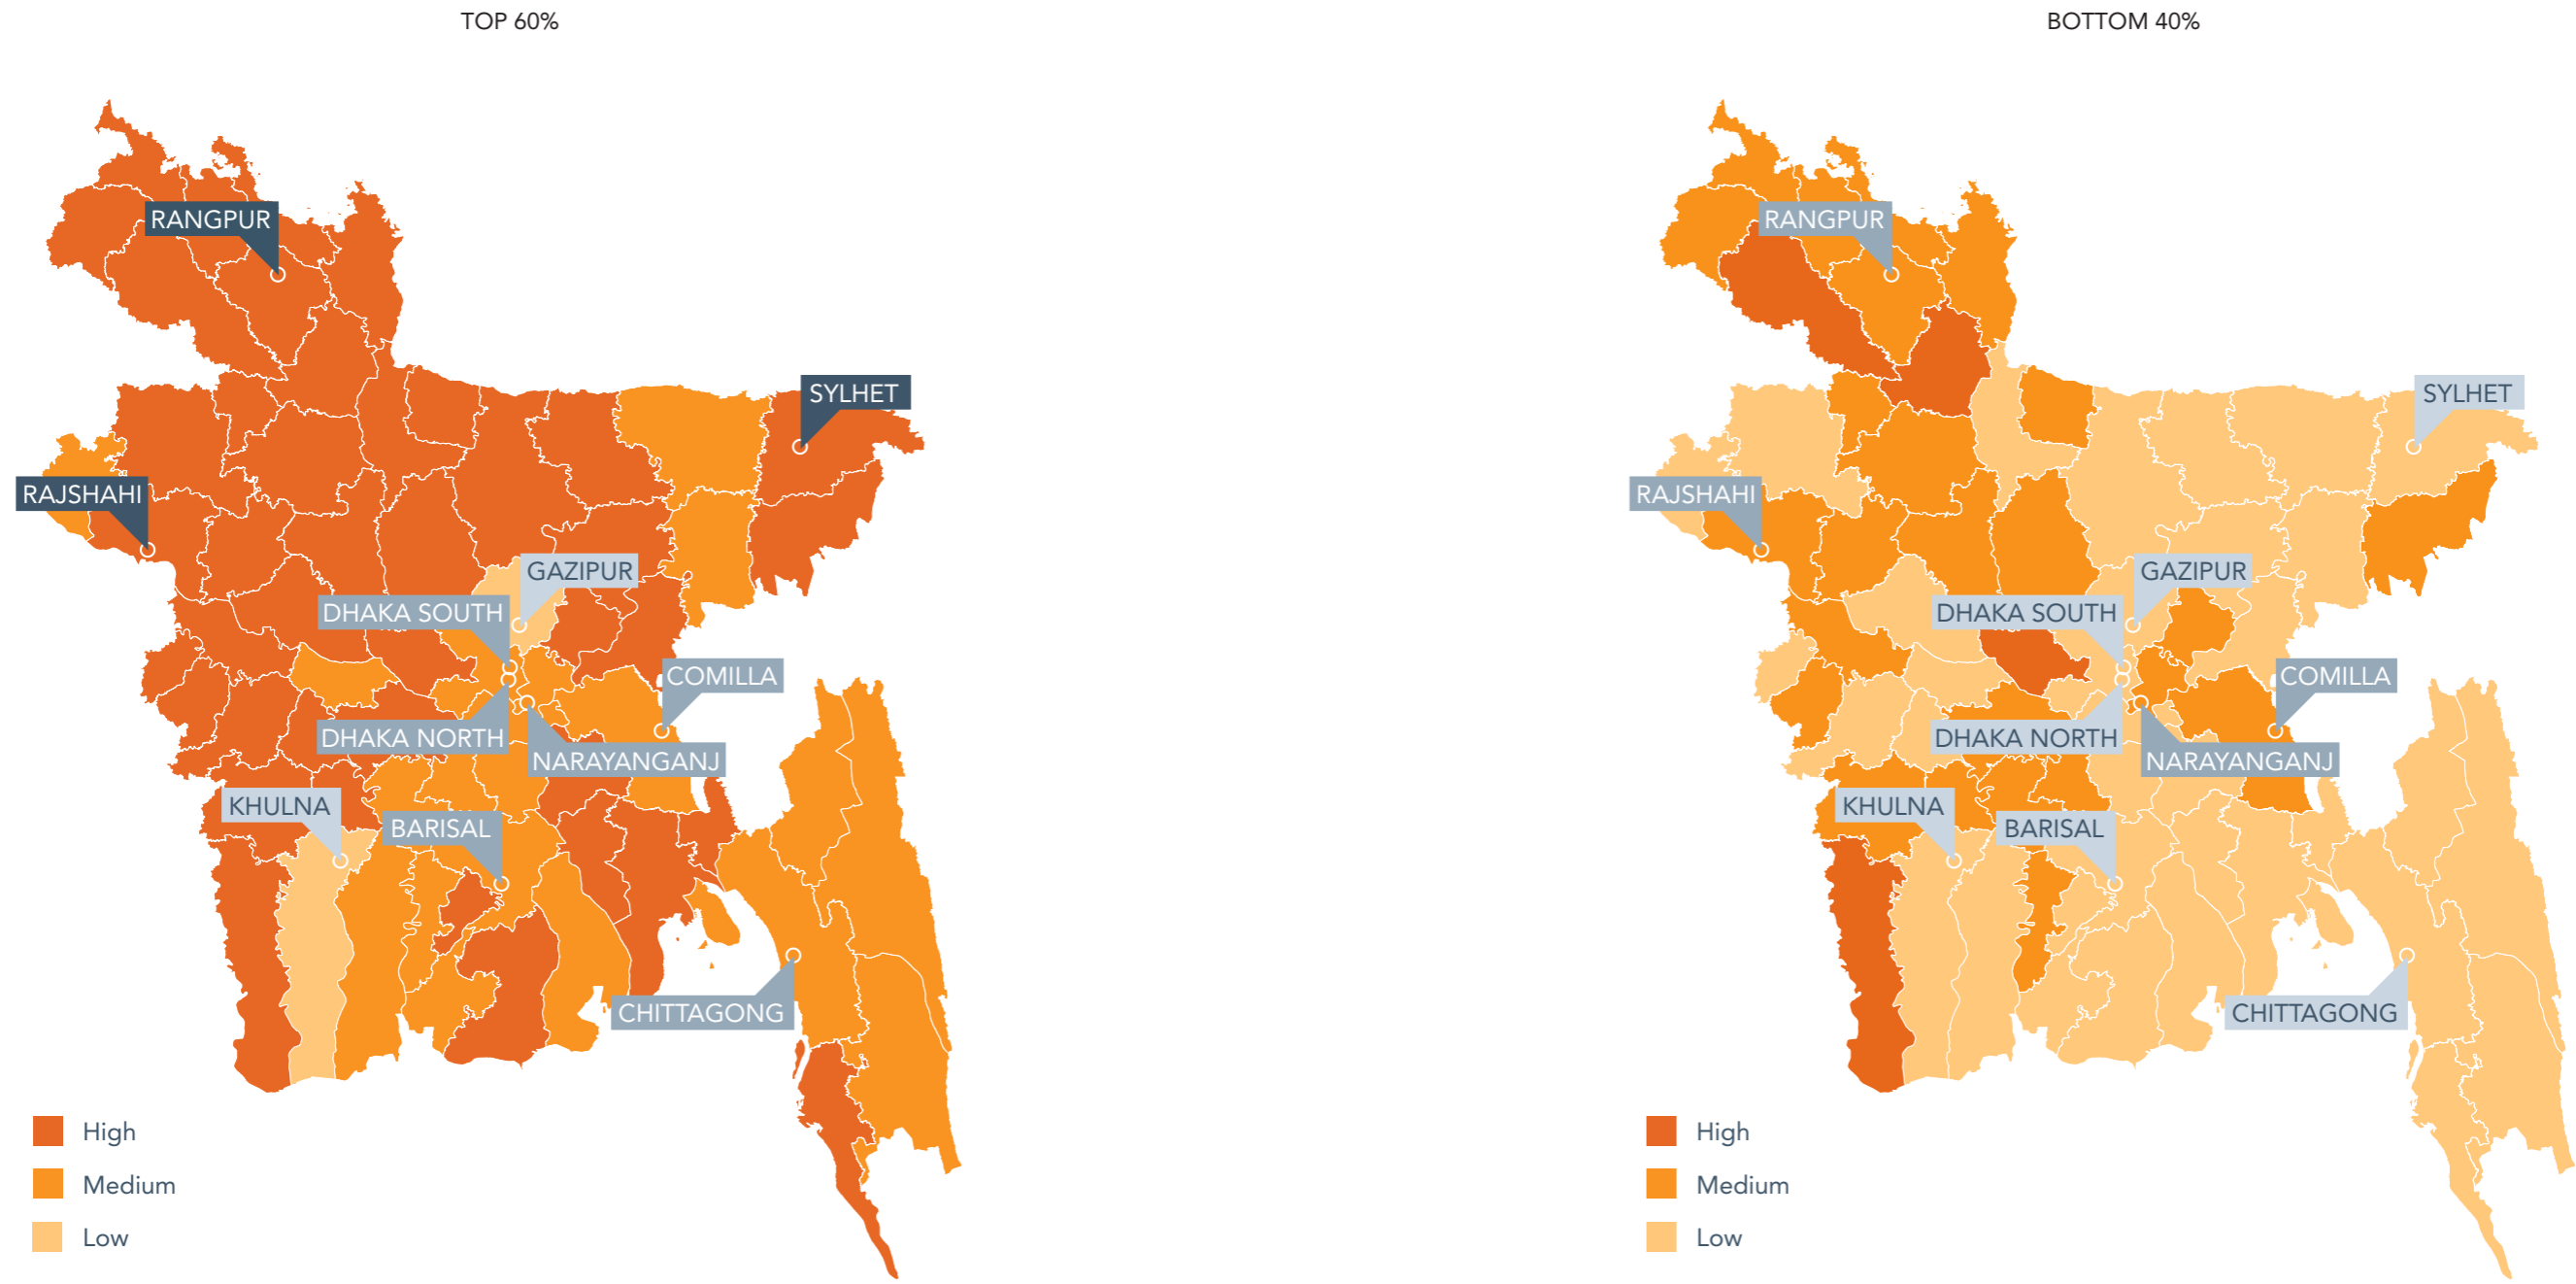 TOP 60%
RANGPUR
SYLHET
RAJSHAHI
GAZIPUR
DHAKA SOUTH
COMILLA
DHAKA NORTH
NARAYANGANJ
KHULNA
BARISAL
CHITTAGONG
High
Medium
Low
BOTTOM 40%
RANGPUR
SYLHET
RAJSHAHI
GAZIPUR
DHAKA SOUTH
COMILLA
DHAKA NORTH
NARAYANGANJ
KHULNA
BARISAL
CHITTAGONG
High
Medium
Low